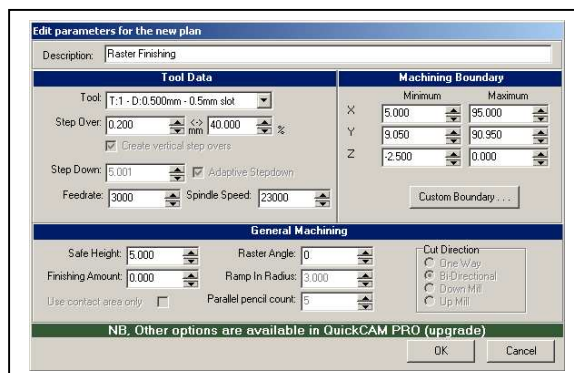 Edit parameters for the new plan
Description: Raster Finishing
Tool Data
Tool: T:1 - D:0.500mm - 0.5mm slot
Step Over: 0.200 <-> mm 40.000 %
Create vertical step overs
Step Down: 5.001 Adaptive Stepdown
Feedrate: 3000 Spindle Speed: 23000
Machining Boundary
Minimum Maximum
X 5.000 95.000
Y 9.050 90.950
Z -2.500 0.000
Custom Boundary . . .
General Machining
Safe Height: 5.000 Raster Angle: 0
Finishing Amount: 0.000 Ramp In Radius: 3.000
Use contact area only Parallel pencil count: 5
Cut Direction
One Way
Bi-Directional
Down Mill
Up Mill
NB, Other options are available in QuickCAM PRO (upgrade)
OK Cancel